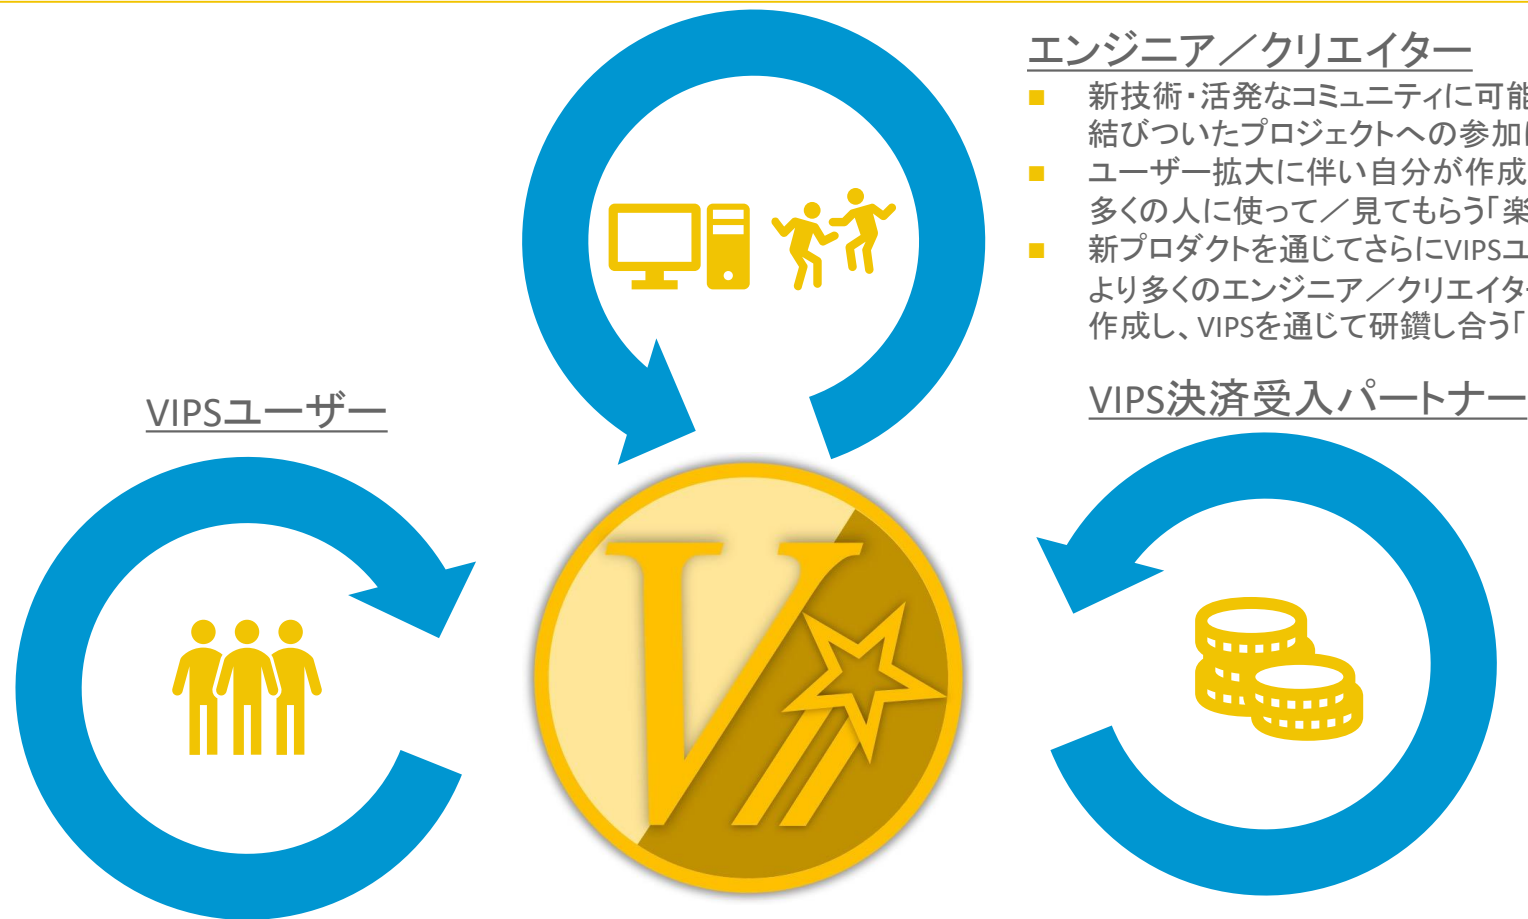 エンジニア／クリエイター
新技術・活発なコミュニティに可能
結びついたプロジェクトへの参加
ユーザー拡大に伴い自分が作成
多くの人に使って／見てもらう「楽
新プロダクトを通じてさらにVIPSユ
より多くのエンジニア／クリエイタ
作成し、VIPSを通じて研鑽し合う「
VIPSユーザー
VIPS決済受入パートナー